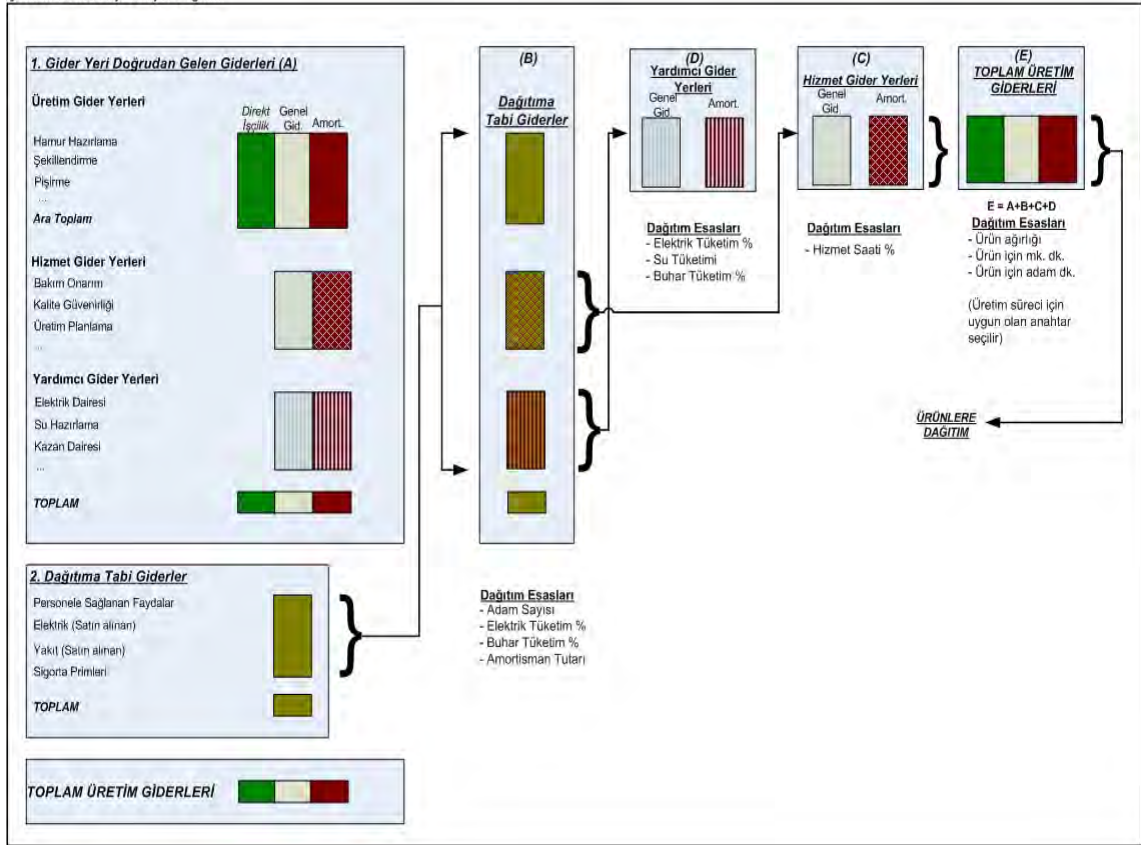 1. Gider Yeri Doğrudan Gelen Giderleri (A)
Üretim Gider Yerleri
Direkt İşçilik
Genel Gid.
Amort.
Hamur Hazırlama
Şekillendirme
Pişirme
...
Ara Toplam
Hizmet Gider Yerleri
Bakım Onarım
Kalite Güvenirliği
Üretim Planlama
...
Yardımcı Gider Yerleri
Elektrik Dairesi
Su Hazırlama
Kazan Dairesi
...
TOPLAM
2. Dağıtıma Tabi Giderler
Personele Sağlanan Faydalar
Elektrik (Satın alınan)
Yakıt (Satın alınan)
Sigorta Primleri
TOPLAM
TOPLAM ÜRETİM GİDERLERİ
(B)
Dağıtıma
Tabi Giderler
Dağıtım Esasları
- Adam Sayısı
- Elektrik Tüketim %
- Buhar Tüketim %
- Amortisman Tutarı
(D)
Yardımcı Gider
Yerleri
Genel
Gid.
Amort.
Dağıtım Esasları
- Elektrik Tüketim %
- Su Tüketimi
- Buhar Tüketim %
(C)
Hizmet Gider Yerleri
Genel
Gid.
Amort.
Dağıtım Esasları
- Hizmet Saati %
(E)
TOPLAM ÜRETİM
GİDERLERİ
E = A+B+C+D
Dağıtım Esasları
- Ürün ağırlığı
- Ürün için mk. dk.
- Ürün için adam dk.
(Üretim süreci için
uygun olan anahtar
seçilir)
ÜRÜNLERE
DAĞITIM